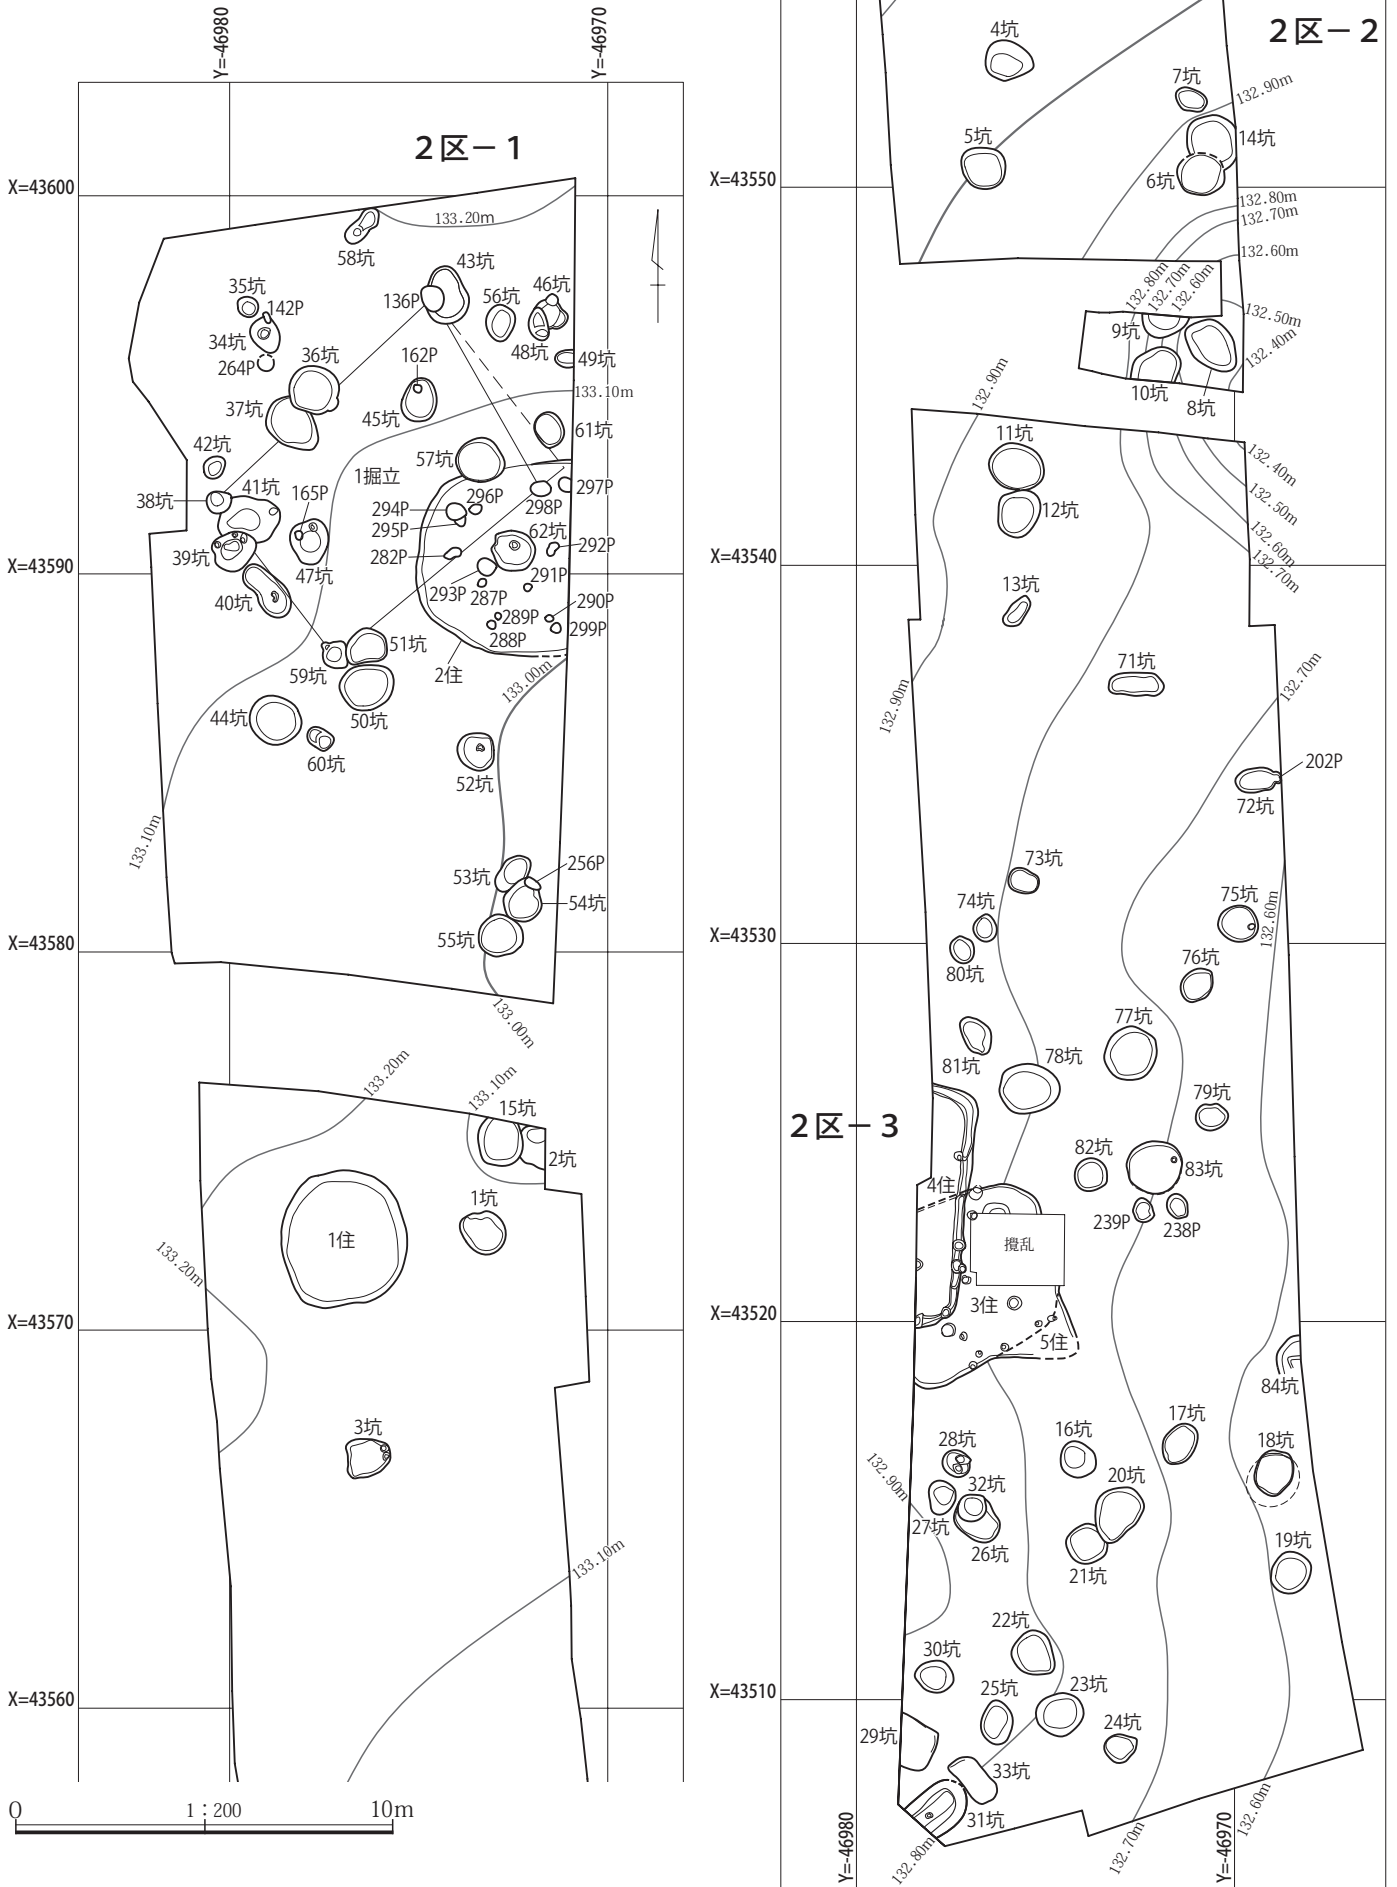 Y=-46980
Y=-46970
2区－1
X=43600
133.20m
58坑
43坑
136P
35坑
142P
34坑
264P
56坑
46坑
48坑
49坑
36坑
162P
133.10m
37坑
45坑
61坑
42坑
57坑
1掘立
38坑
41坑
165P
294P
296P
297P
298P
295P
62坑
39坑
282P
292P
X=43590
47坑
40坑
293P
287P
291P
290P
289P
288P
299P
51坑
59坑
2住
133.00m
44坑
50坑
60坑
52坑
133.10m
53坑
256P
54坑
55坑
X=43580
133.00m
133.20m
133.10m
15坑
2坑
1坑
1住
133.20m
X=43570
3坑
133.10m
X=43560
0
1：200
10m
2区－2
4坑
7坑
132.90m
5坑
14坑
6坑
X=43550
132.80m
132.70m
132.60m
132.80m
132.70m
132.60m
132.50m
9坑
132.40m
10坑
8坑
132.90m
11坑
12坑
132.40m
132.50m
132.60m
132.70m
X=43540
13坑
71坑
132.90m
132.70m
202P
72坑
73坑
74坑
75坑
132.60m
X=43530
80坑
76坑
77坑
81坑
78坑
79坑
2区－3
82坑
83坑
4住
239P
238P
攪乱
3住
X=43520
5住
84坑
17坑
16坑
28坑
18坑
132.90m
32坑
20坑
27坑
26坑
21坑
19坑
22坑
30坑
25坑
23坑
X=43510
24坑
29坑
33坑
31坑
132.80m
132.70m
132.60m
Y=-46980
Y=-46970